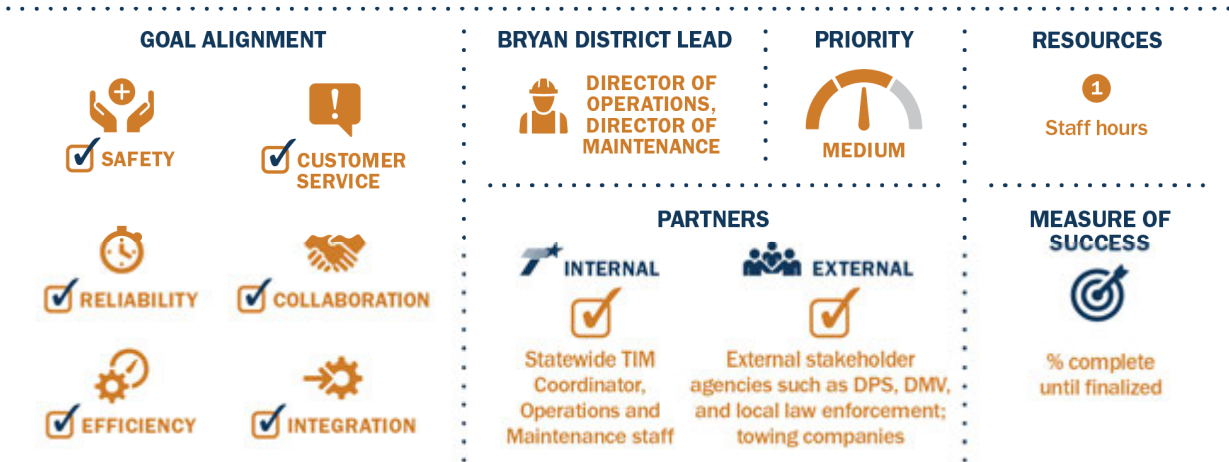 GOAL ALIGNMENT
SAFETY
CUSTOMER
SERVICE
RELIABILITY
COLLABORATION
EFFICIENCY
INTEGRATION
BRYAN DISTRICT LEAD
DIRECTOR OF
OPERATIONS,
DIRECTOR OF
MAINTENANCE
PRIORITY
MEDIUM
PARTNERS
INTERNAL
Statewide TIM
Coordinator,
Operations and
Maintenance staff
EXTERNAL
External stakeholder
agencies such as DPS, DMV,
and local law enforcement;
towing companies
RESOURCES
1
Staff hours
MEASURE OF
SUCCESS
% complete
until finalized